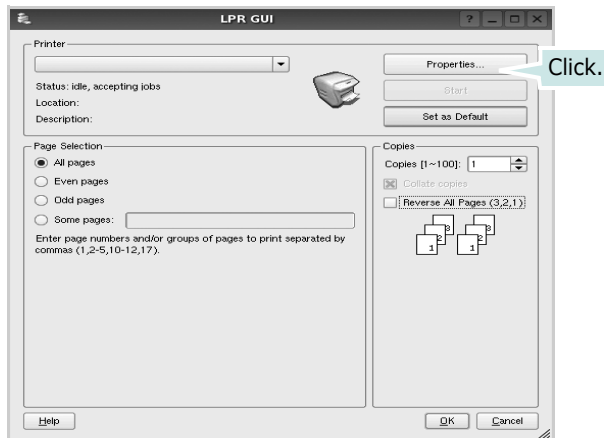 LPR GUI
Printer
Properties...
Click.
Status: idle, accepting jobs
Start
Location:
Description:
Set as Default
Page Selection
All pages
Even pages
Odd pages
Some pages:
Enter page numbers and/or groups of pages to print separated by
commas (1,2-5,10-12,17).
Copies
Copies [1~100]: 1
Collate copies
Reverse All Pages (3,2,1)
3 3
2 2
1 1
Help
OK
Cancel